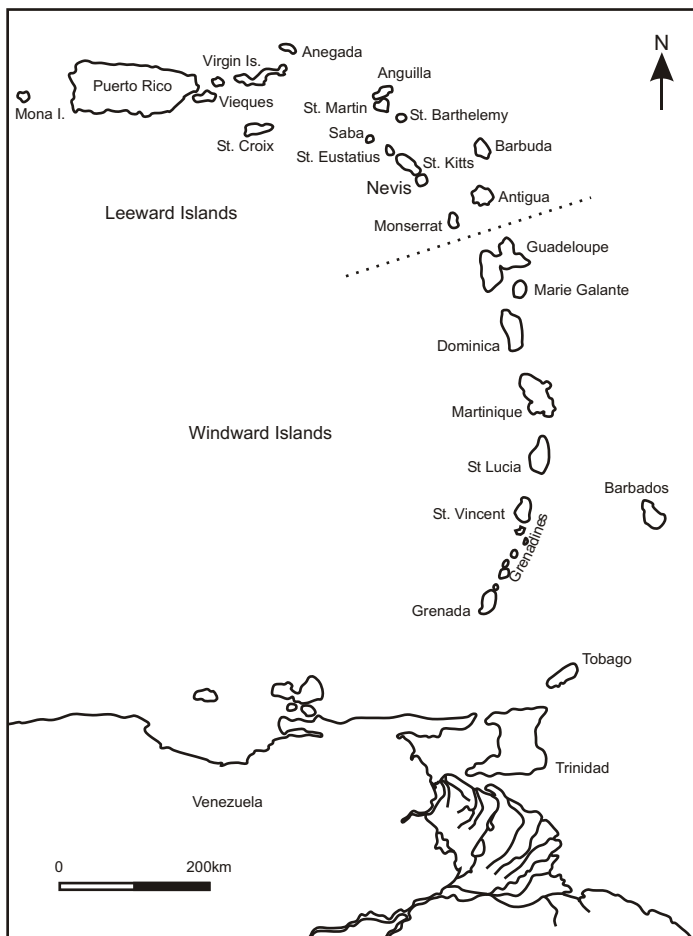 N
Anegada
Virgin Is.
Puerto Rico
Vieques
Mona I.
St. Croix
Anguilla
St. Martin
St. Barthelemy
Saba
St. Eustatius
St. Kitts
Nevis
Barbuda
Antigua
Monserrat
Leeward Islands
Guadeloupe
Marie Galante
Dominica
Martinique
Windward Islands
St Lucia
Barbados
St. Vincent
Grenadines
Grenada
Tobago
Trinidad
Venezuela
0 200km